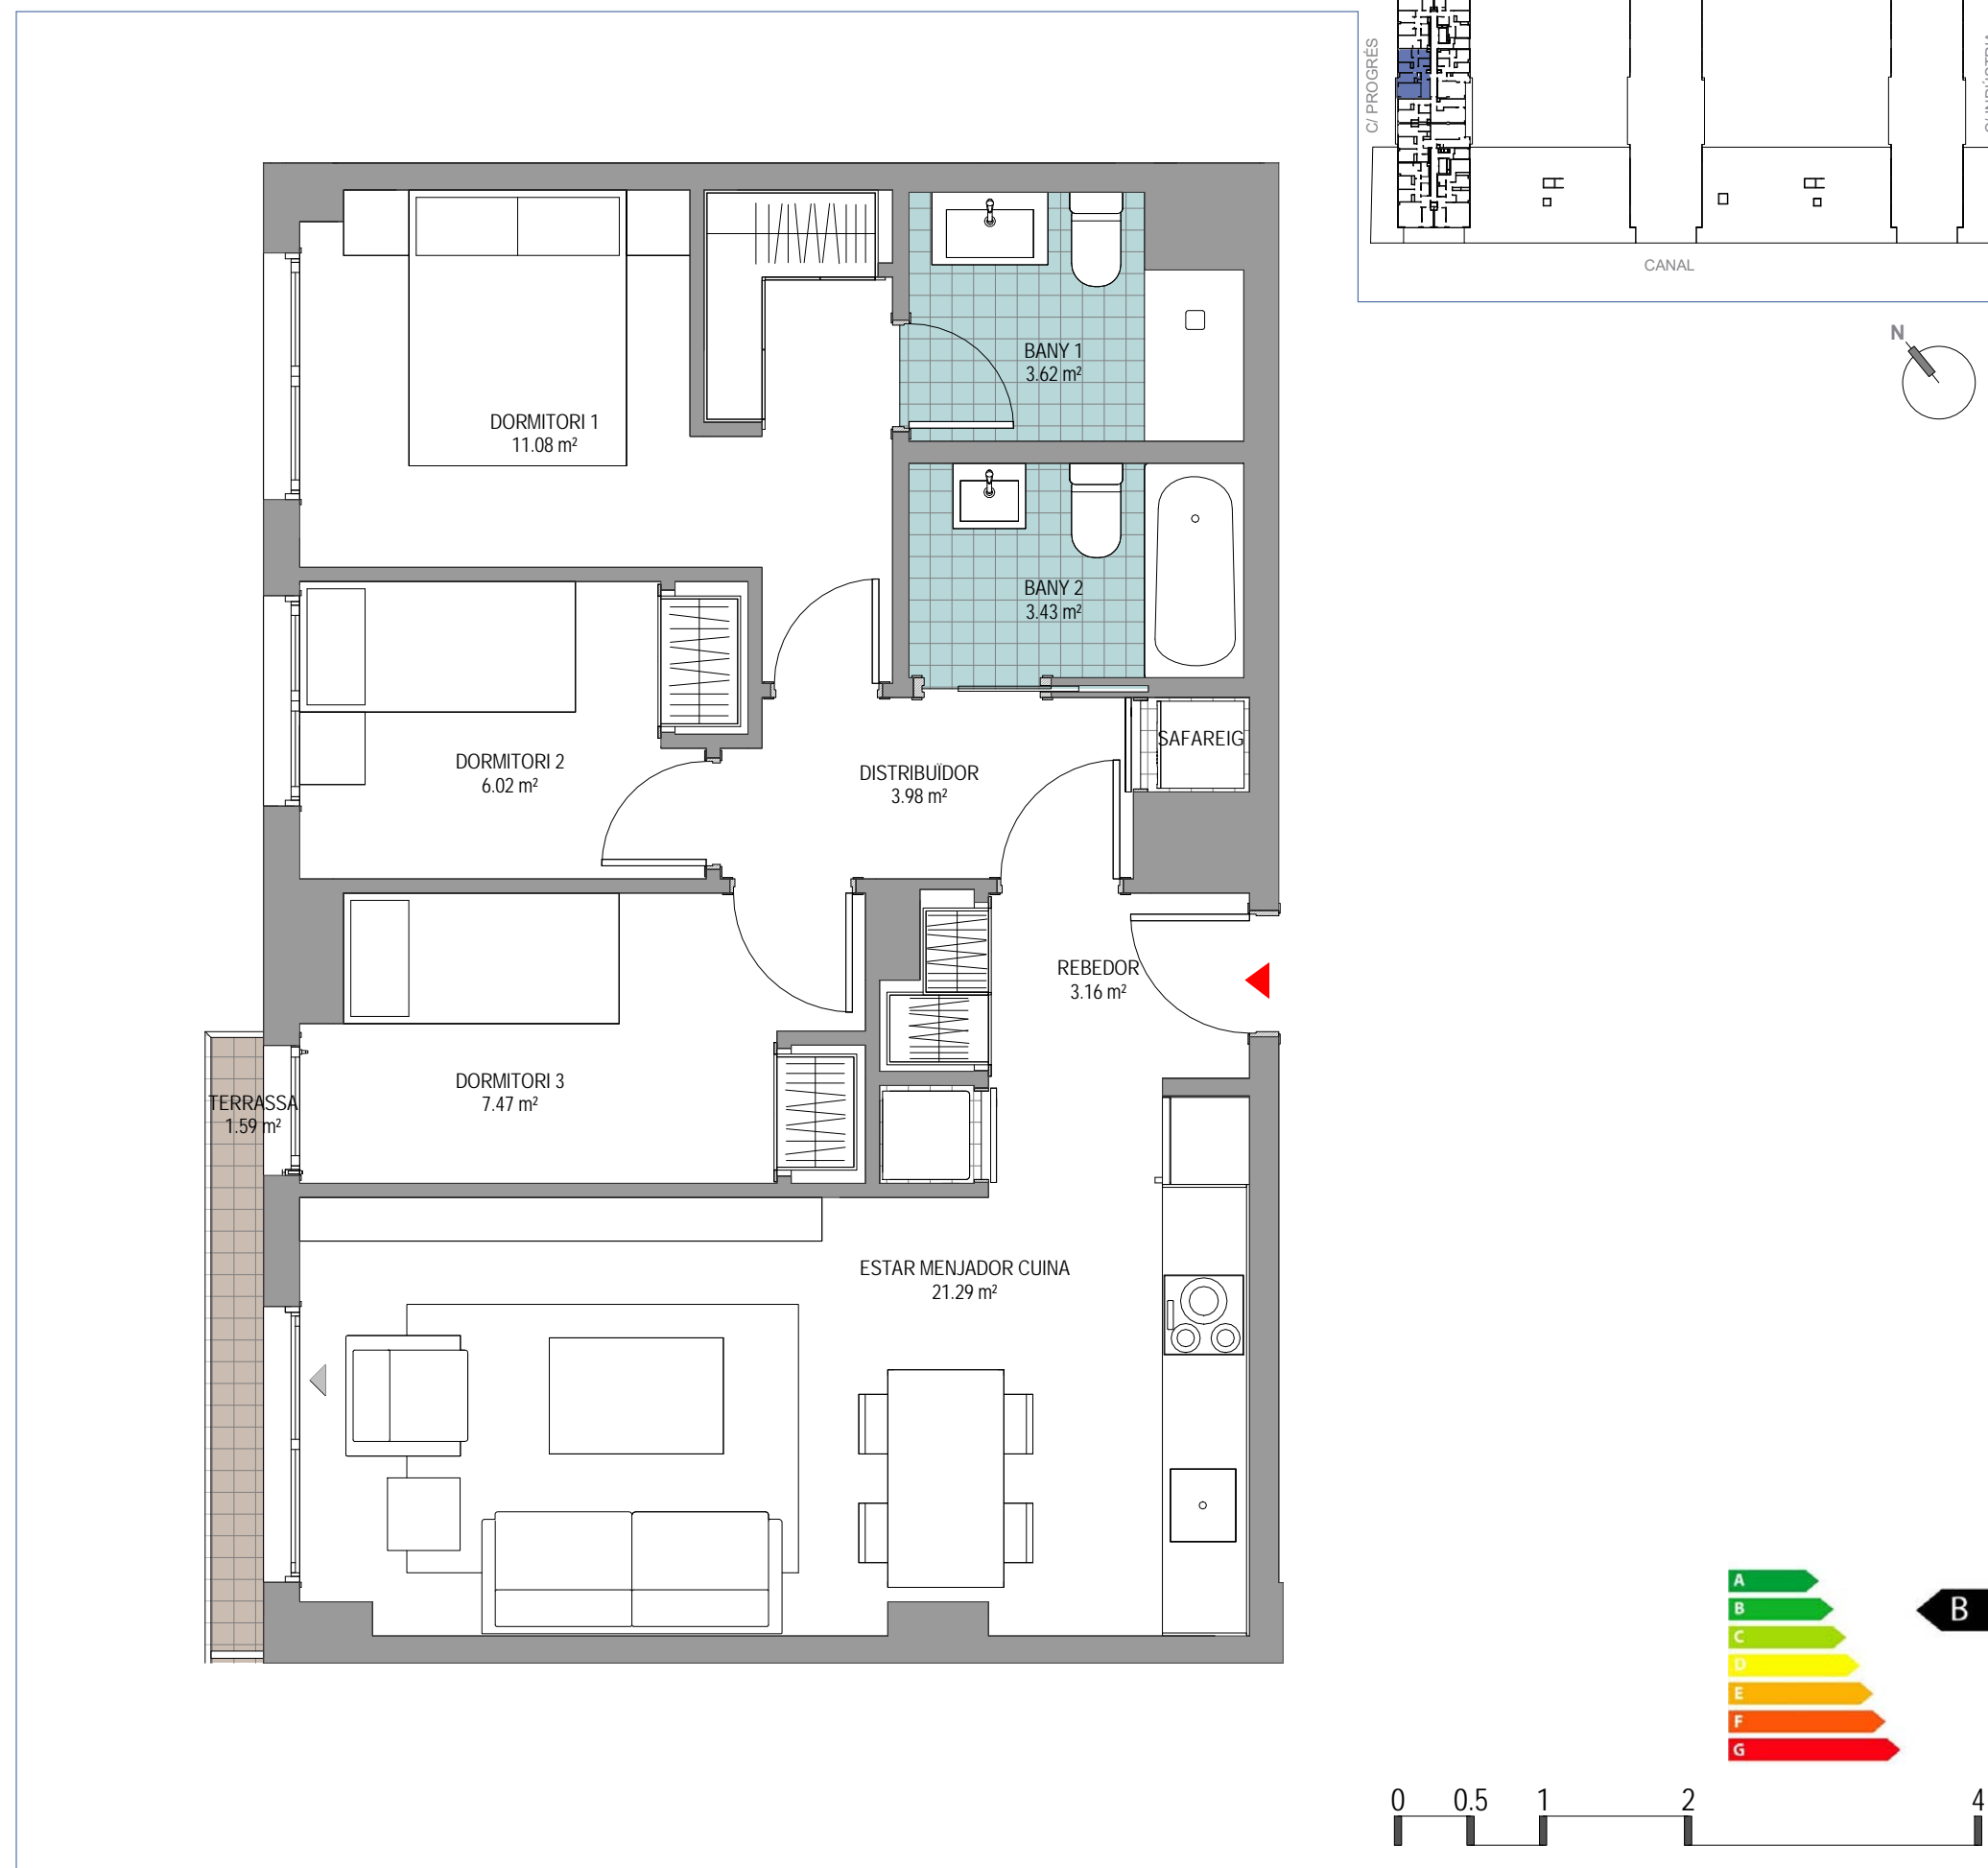 C/ PROGRÉS
CANAL
N
DORMITORI 1
11.08 m²
BANY 1
3.62 m²
BANY 2
3.43 m²
SAFAREIG
DORMITORI 2
6.02 m²
DISTRIBUÏDOR
3.98 m²
REBEDOR
3.16 m²
DORMITORI 3
7.47 m²
TERRASSA
1.59 m²
ESTAR MENJADOR CUINA
21.29 m²
A
B
B
C
D
E
F
G
0 0.5 1 2 4